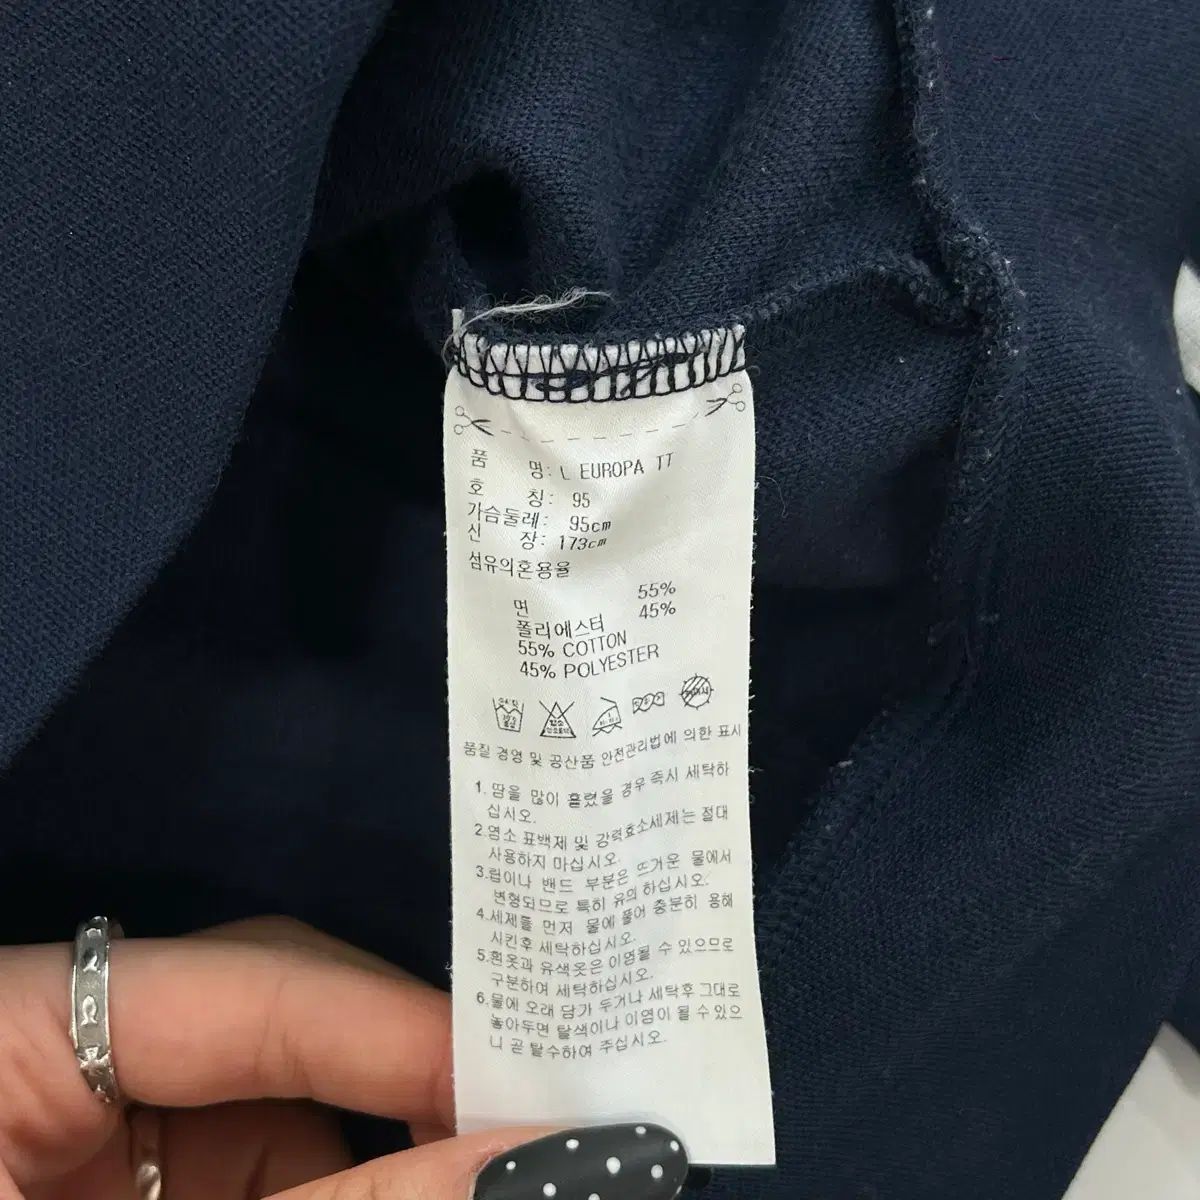 품 명: L EUROPA TT
호 칭: 95
가슴둘레: 95cm
신 장: 173cm
섬유의혼용율
면 55%
폴리에스터 45%
55% COTTON
45% POLYESTER
품질 경영 및 공산품 안전관리법에 의한 표시
1. 땀을 많이 흘렸을 경우 즉시 세탁하
십시오.
2.염소 표백제 및 강력효소세제는 절대
사용하지 마십시오.
3.립이나 밴드 부분은 뜨거운 물에서
변형되므로 특히 유의 하십시오.
4.세제를 먼저 물에 풀어 충분히 용해
시킨후 세탁하십시오.
5.흰옷과 유색옷은 이염될 수 있으므로
구분하여 세탁하십시오.
6.물에 오래 담가 두거나 세탁후 그대로
놓아두면 탈색이나 이염이 될 수 있으
니 곧 탈수하여 주십시오.